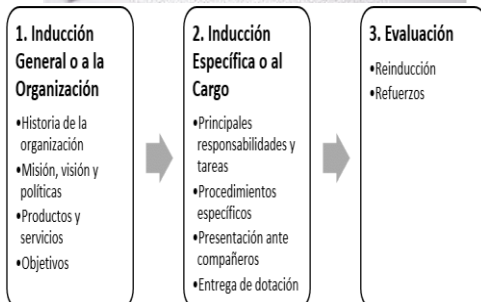 1. Inducción
General o a la
Organización
•Historia de la
organización
•Misión, visión y
políticas
•Productos y
servicios
•Objetivos
2. Inducción
Específica o al
Cargo
•Principales
responsabilidades y
tareas
•Procedimientos
específicos
•Presentación ante
compañeros
•Entrega de dotación
3. Evaluación
•Reinducción
•Refuerzos